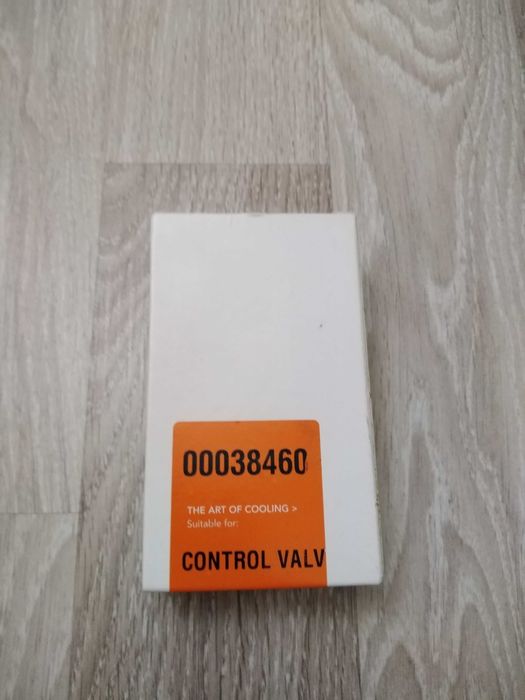 00038460
THE ART OF COOLING >
Suitable for:
CONTROL VALV